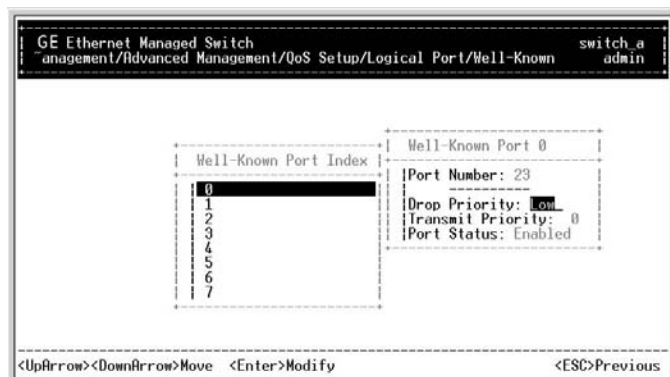 GE Ethernet Managed Switch switch_a
~anagement/Advanced Management/QoS Setup/Logical Port/Well-Known admin
Well-Known Port Index
0
1
2
3
4
5
6
7
Well-Known Port 0
Port Number: 23
----------
Drop Priority: Low_
Transmit Priority: 0
Port Status: Enabled
<UpArrow><DownArrow>Move <Enter>Modify <ESC>Previous